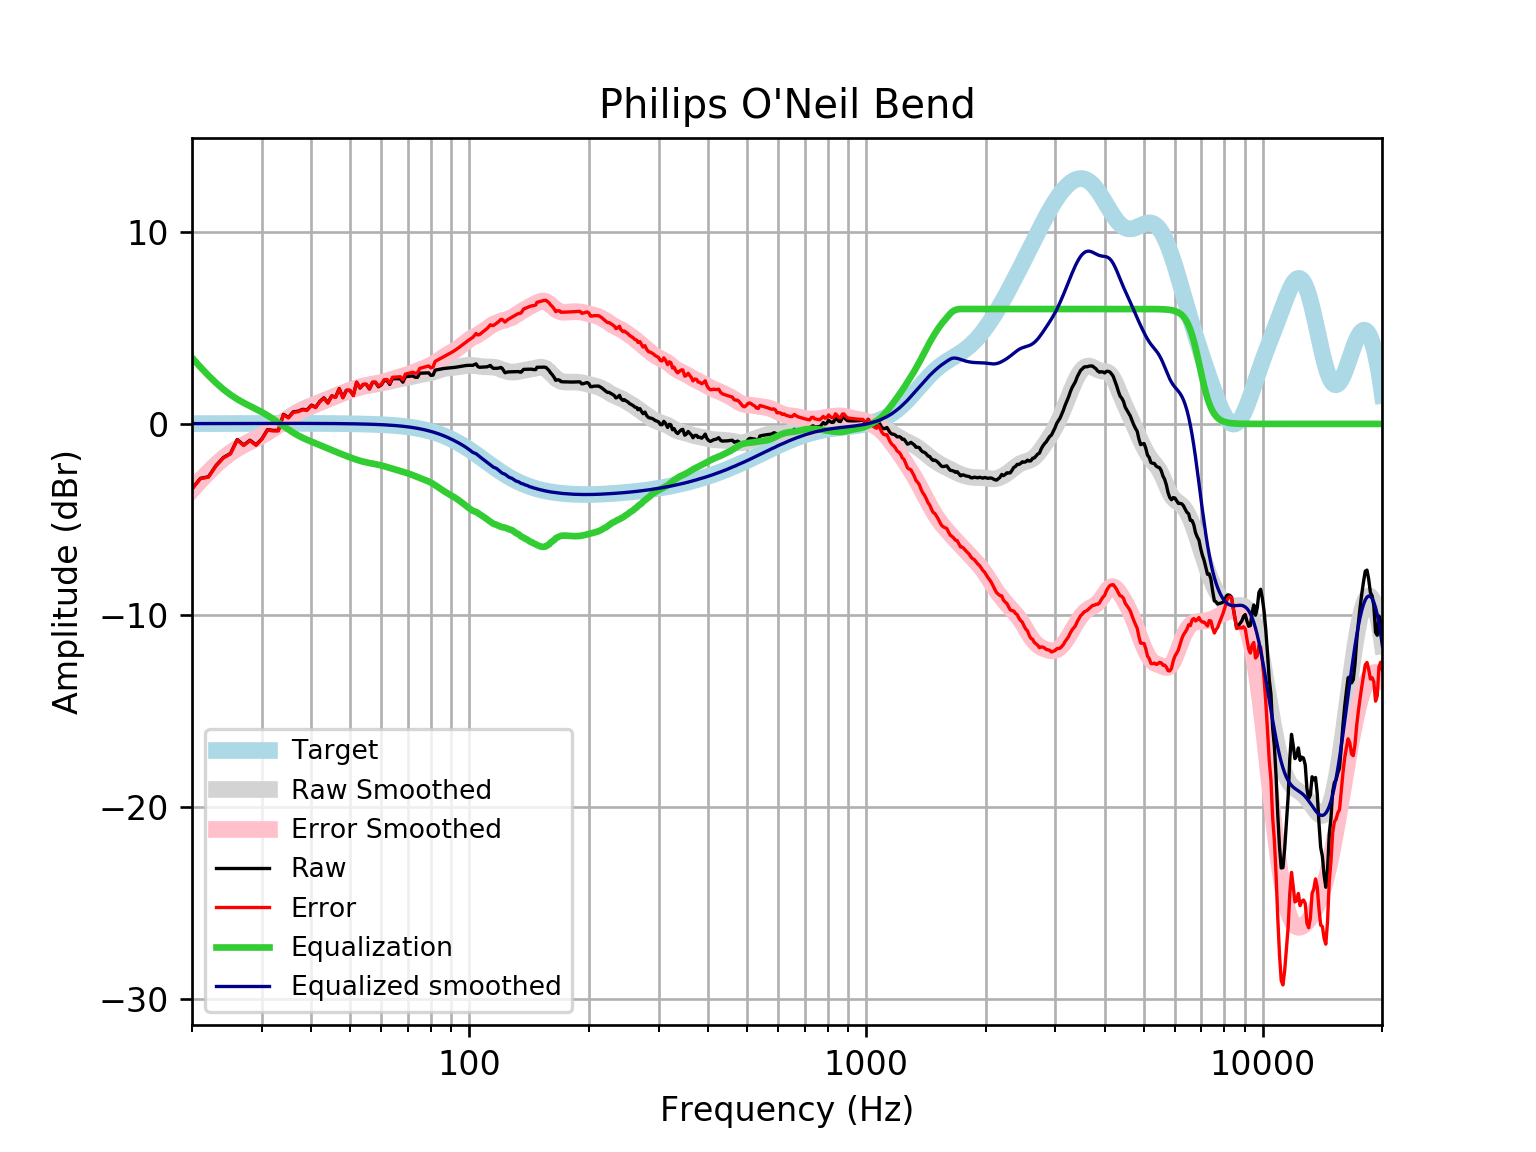 Philips O'Neil Bend
Amplitude (dBr)
10
0
−10
−20
−30
Target
Raw Smoothed
Error Smoothed
Raw
Error
Equalization
Equalized smoothed
100
1000
10000
Frequency (Hz)